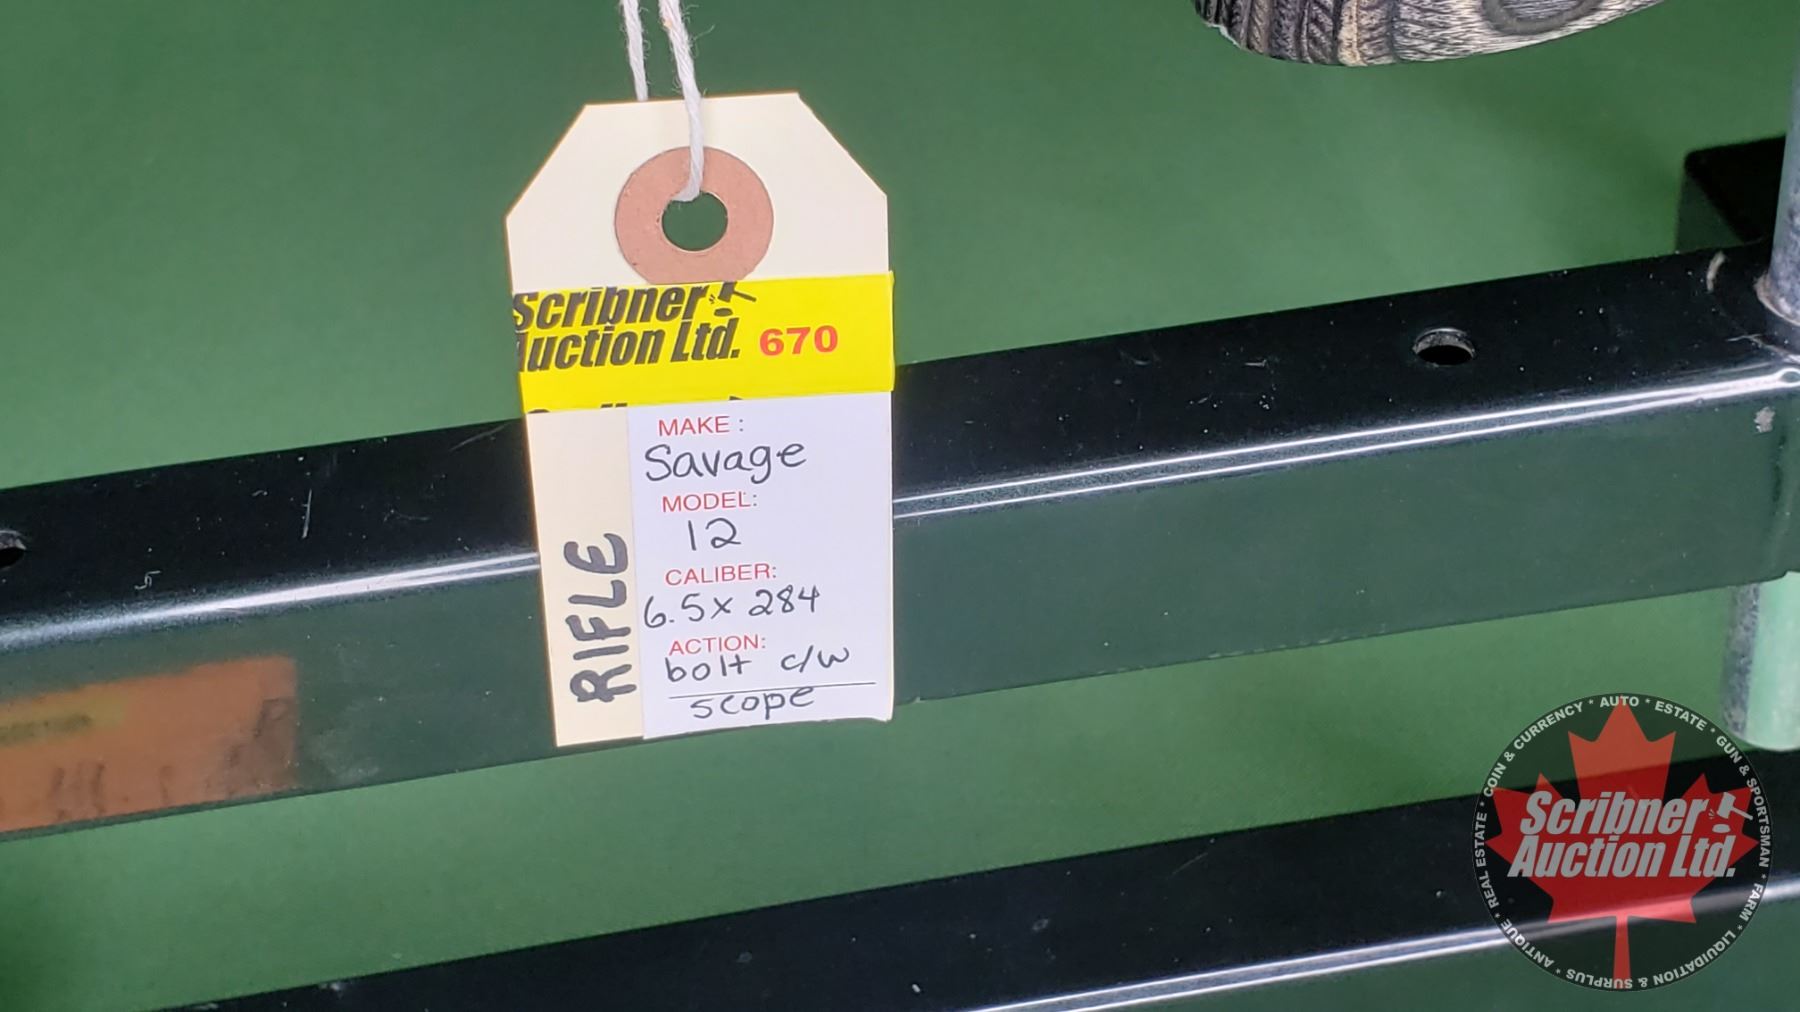 Scribner
Auction Ltd. 670
MAKE :
Savage
MODEL:
12
CALIBER:
6.5x 284
ACTION:
bolt c/w
scope
RIFLE
Scribner
Auction Ltd.
* COIN & CURRENCY * AUTO * ESTATE * GUN & SPORTSMAN * FARM * LIQUIDATION & SURPLUS * ANTIQUE * REAL ESTATE